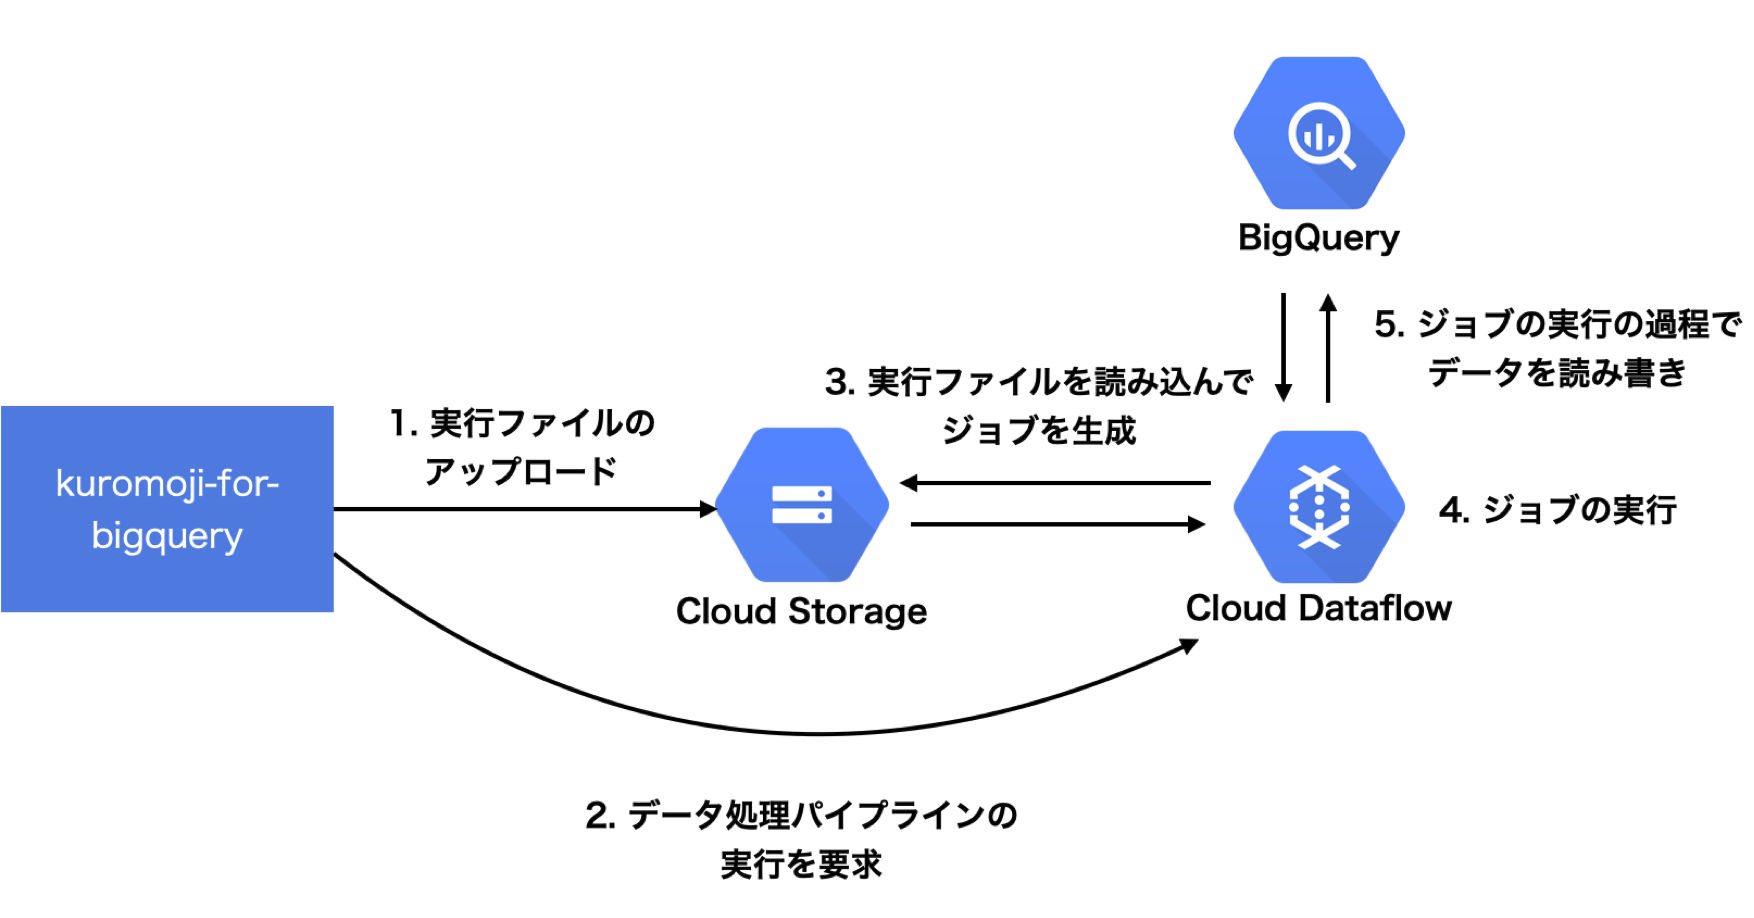 BigQuery
5. ジョブの実行の過程で
データを読み書き
3. 実行ファイルを読み込んで
ジョブを生成
1. 実行ファイルの
アップロード
kuromoji-for-
bigquery
4. ジョブの実行
Cloud Storage
Cloud Dataflow
2. データ処理パイプラインの
実行を要求